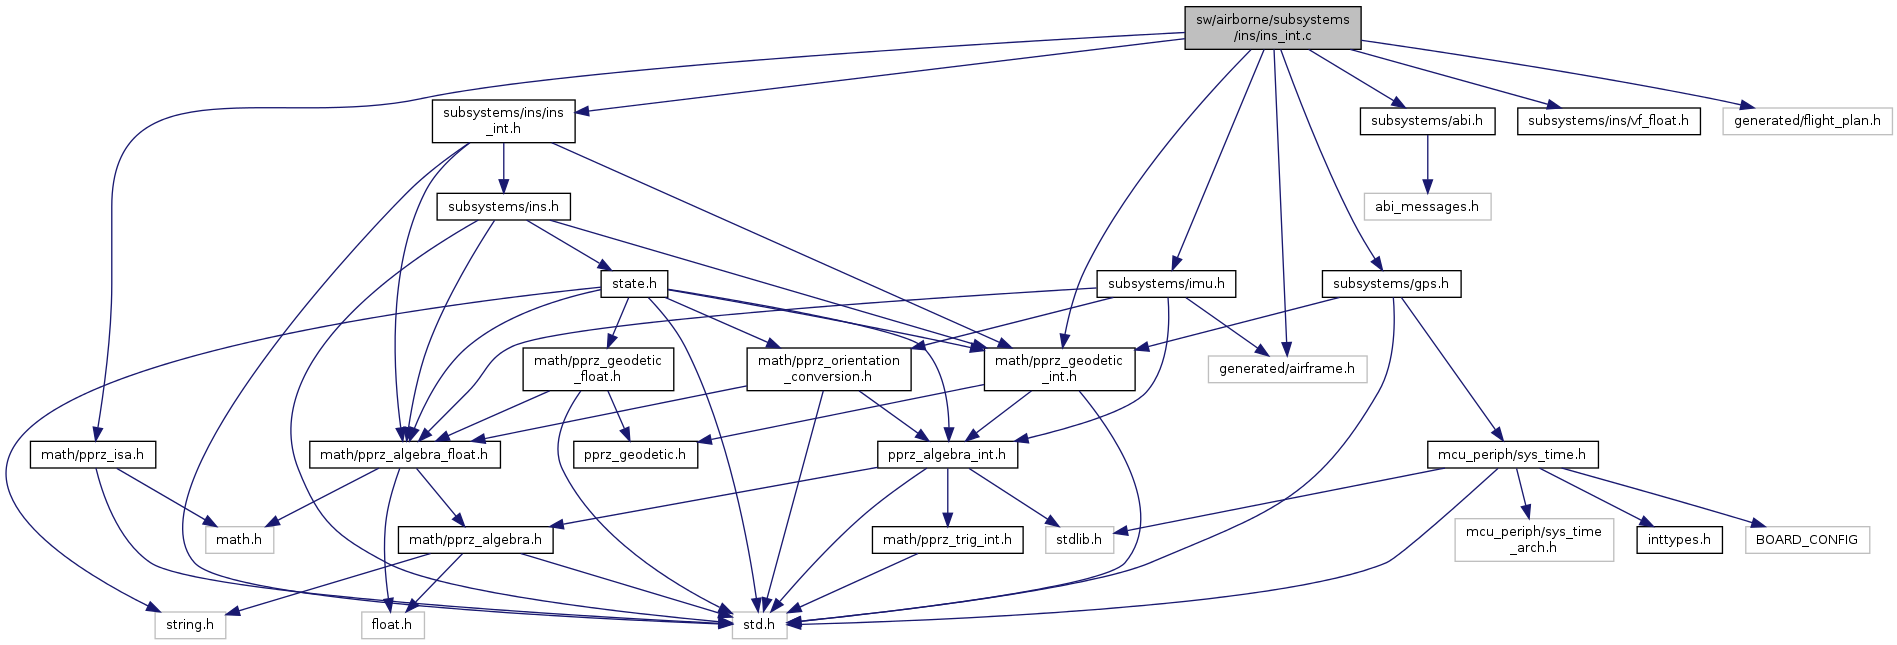 sw/airborne/subsystems
/ins/ins_int.c
subsystems/ins/ins
_int.h
subsystems/abi.h
subsystems/ins/vf_float.h
generated/flight_plan.h
subsystems/ins.h
abi_messages.h
state.h
subsystems/imu.h
subsystems/gps.h
math/pprz_geodetic
_float.h
math/pprz_orientation
_conversion.h
math/pprz_geodetic
_int.h
generated/airframe.h
math/pprz_isa.h
math/pprz_algebra_float.h
pprz_geodetic.h
pprz_algebra_int.h
mcu_periph/sys_time.h
math.h
math/pprz_algebra.h
math/pprz_trig_int.h
stdlib.h
mcu_periph/sys_time
_arch.h
inttypes.h
BOARD_CONFIG
string.h
float.h
std.h